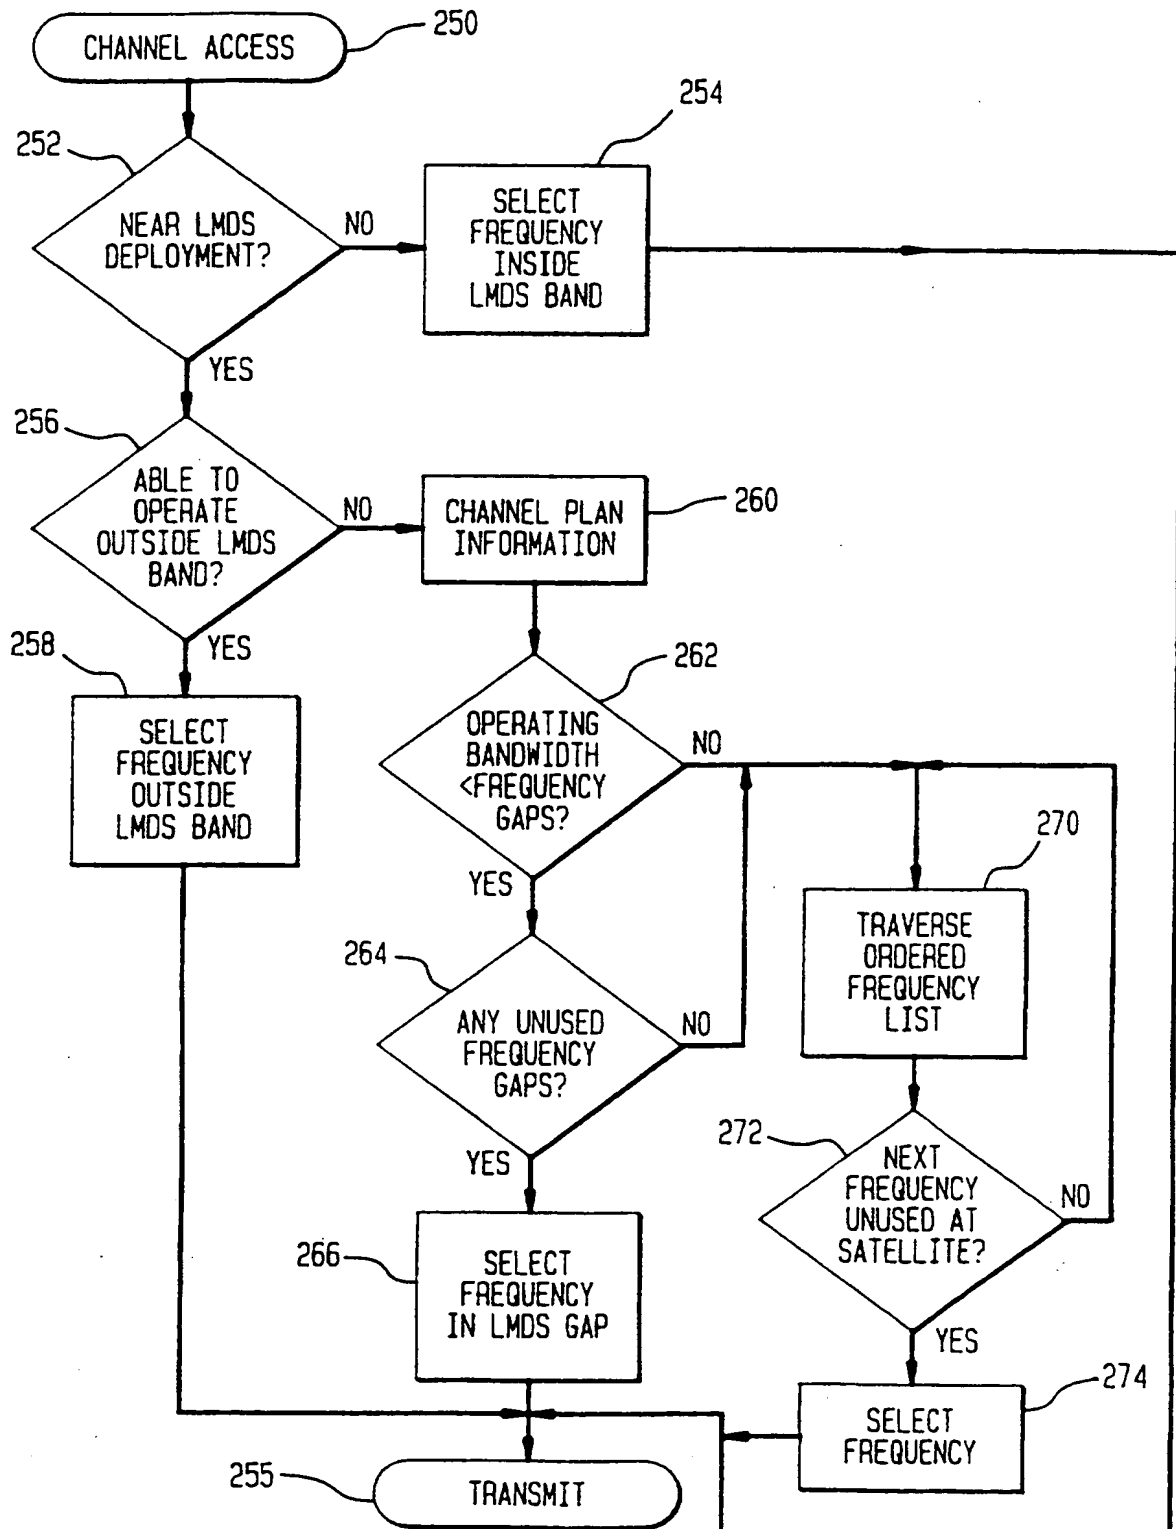 CHANNEL ACCESS
250
252
NEAR LMDS
DEPLOYMENT?
NO
YES
254
SELECT
FREQUENCY
INSIDE
LMDS BAND
256
ABLE TO
OPERATE
OUTSIDE LMDS
BAND?
NO
YES
CHANNEL PLAN
INFORMATION
260
258
SELECT
FREQUENCY
OUTSIDE
LMDS BAND
262
OPERATING
BANDWIDTH
<FREQUENCY
GAPS?
NO
YES
264
ANY UNUSED
FREQUENCY
GAPS?
NO
YES
270
TRAVERSE
ORDERED
FREQUENCY
LIST
272
NEXT
FREQUENCY
UNUSED AT
SATELLITE?
NO
YES
266
SELECT
FREQUENCY
IN LMDS GAP
274
SELECT
FREQUENCY
255
TRANSMIT